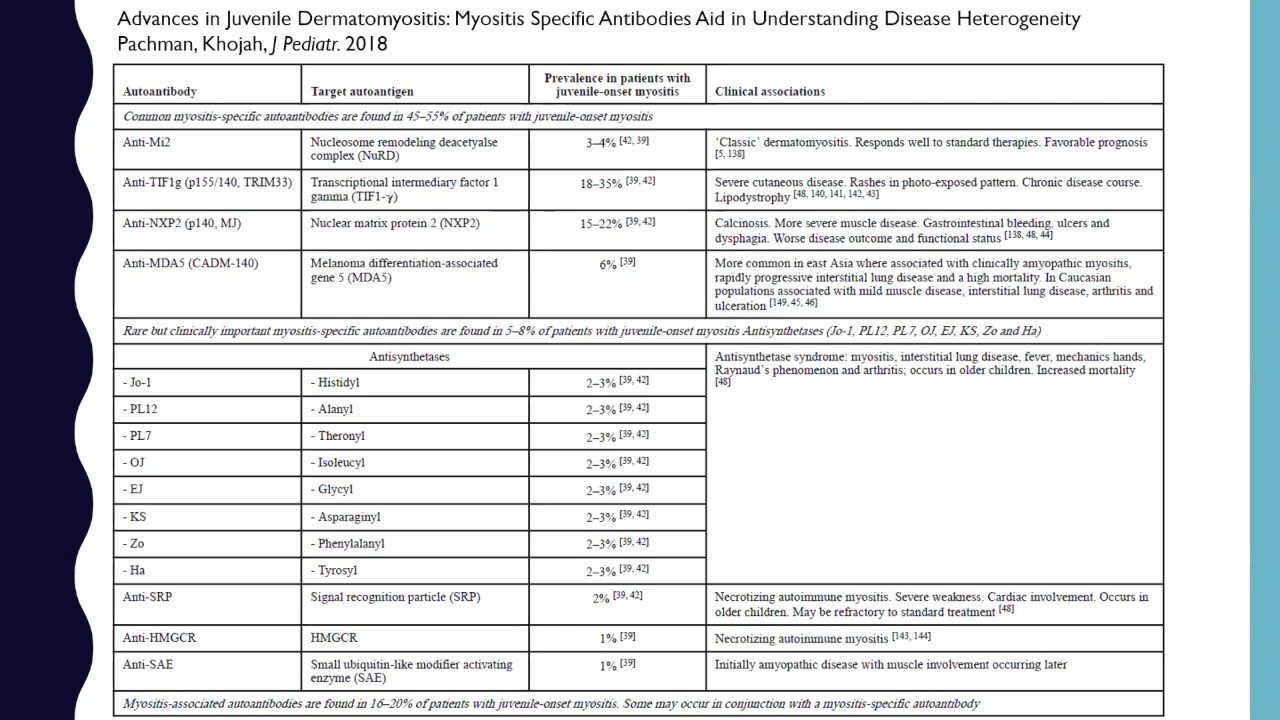 Advances in Juvenile Dermatomyositis: Myositis Specific Antibodies Aid in Understanding Disease Heterogeneity
Pachman, Khojah, J Pediatr. 2018
Autoantibody Target autoantigen Prevalence in patients with juvenile-onset myositis Clinical associations
Common myositis-specific autoantibodies are found in 45–55% of patients with juvenile-onset myositis
Anti-Mi2 Nucleosome remodeling deacetyalse complex (NuRD) 3–4% [42, 39] ‘Classic’ dermatomyositis. Responds well to standard therapies. Favorable prognosis [5, 138]
Anti-TIF1g (p155/140, TRIM33) Transcriptional intermediary factor 1 gamma (TIF1-γ) 18–35% [39, 42] Severe cutaneous disease. Rashes in photo-exposed pattern. Chronic disease course. Lipodystrophy [48, 140, 141, 142, 43]
Anti-NXP2 (p140, MJ) Nuclear matrix protein 2 (NXP2) 15–22% [39, 42] Calcinosis. More severe muscle disease. Gastrointestinal bleeding, ulcers and dysphagia. Worse disease outcome and functional status [138, 48, 44]
Anti-MDA5 (CADM-140) Melanoma differentiation-associated gene 5 (MDA5) 6% [39] More common in east Asia where associated with clinically amyopathic myositis, rapidly progressive interstitial lung disease and a high mortality. In Caucasian populations associated with mild muscle disease, interstitial lung disease, arthritis and ulceration [149, 45, 46]
Rare but clinically important myositis-specific autoantibodies are found in 5–8% of patients with juvenile-onset myositis Antisynthetases (Jo-1, PL12, PL7, OJ, EJ, KS, Zo and Ha)
Antisynthetases Antisynthetase syndrome: myositis, interstitial lung disease, fever, mechanics hands, Raynaud’s phenomenon and arthritis; occurs in older children. Increased mortality [48]
- Jo-1 - Histidyl 2–3% [39, 42]
- PL12 - Alanyl 2–3% [39, 42]
- PL7 - Theronyl 2–3% [39, 42]
- OJ - Isoleucyl 2–3% [39, 42]
- EJ - Glycyl 2–3% [39, 42]
- KS - Asparaginyl 2–3% [39, 42]
- Zo - Phenylalanyl 2–3% [39, 42]
- Ha - Tyrosyl 2–3% [39, 42]
Anti-SRP Signal recognition particle (SRP) 2% [39, 42] Necrotizing autoimmune myositis. Severe weakness. Cardiac involvement. Occurs in older children. May be refractory to standard treatment [48]
Anti-HMGCR HMGCR 1% [39] Necrotizing autoimmune myositis [143, 144]
Anti-SAE Small ubiquitin-like modifier activating enzyme (SAE) 1% [39] Initially amyopathic disease with muscle involvement occurring later
Myositis-associated autoantibodies are found in 16–20% of patients with juvenile-onset myositis. Some may occur in conjunction with a myositis-specific autoantibody